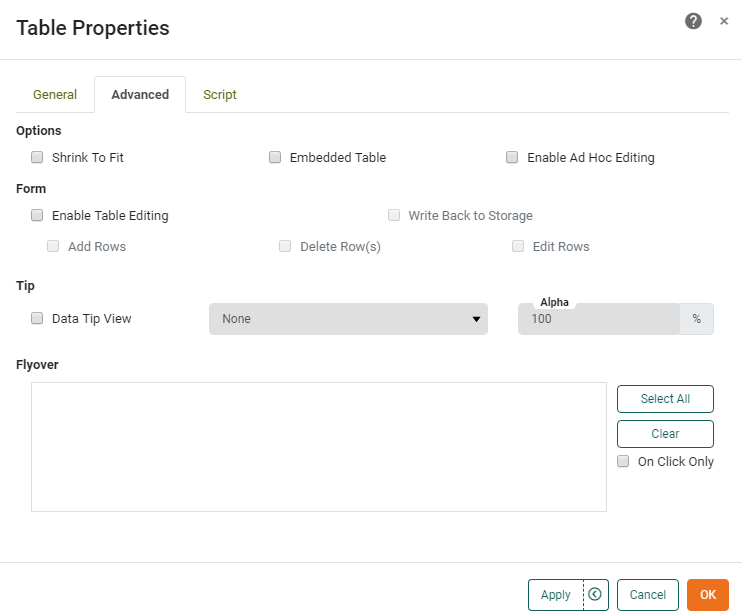 Table Properties
General Advanced Script
Options
Shrink To Fit Embedded Table Enable Ad Hoc Editing
Form
Enable Table Editing Write Back to Storage
Add Rows Delete Row(s) Edit Rows
Tip
Alpha
Data Tip View None 100 %
Flyover
Select All
Clear
On Click Only
Apply Cancel OK